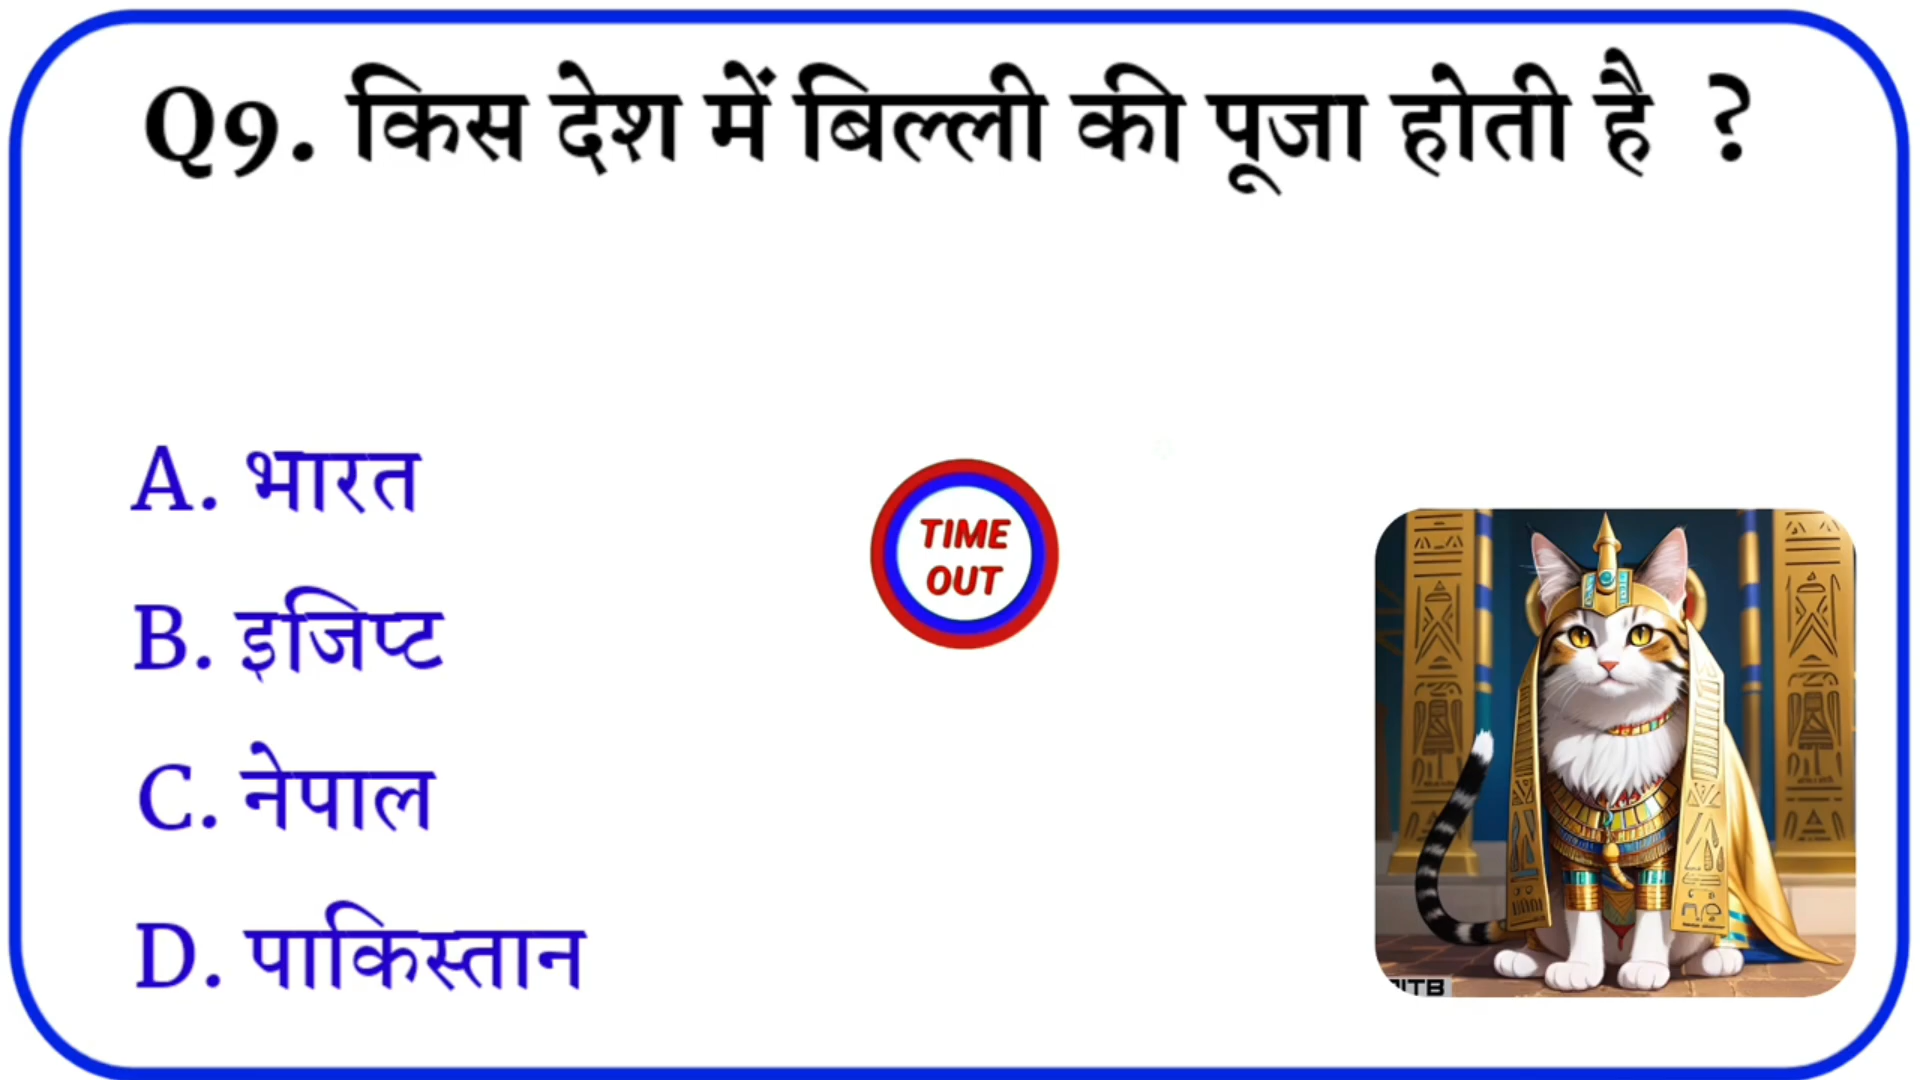 Q9. किस देश में बिल्ली की पूजा होती है ?
A. भारत
TIME
OUT
B. इजिप्ट
C. नेपाल
D. पाकिस्तान